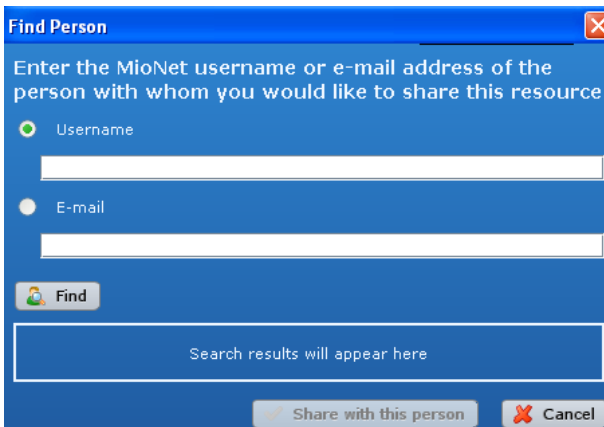 Find Person
Enter the MioNet username or e-mail address of the
person with whom you would like to share this resource
Username
E-mail
Find
Search results will appear here
Share with this person
Cancel